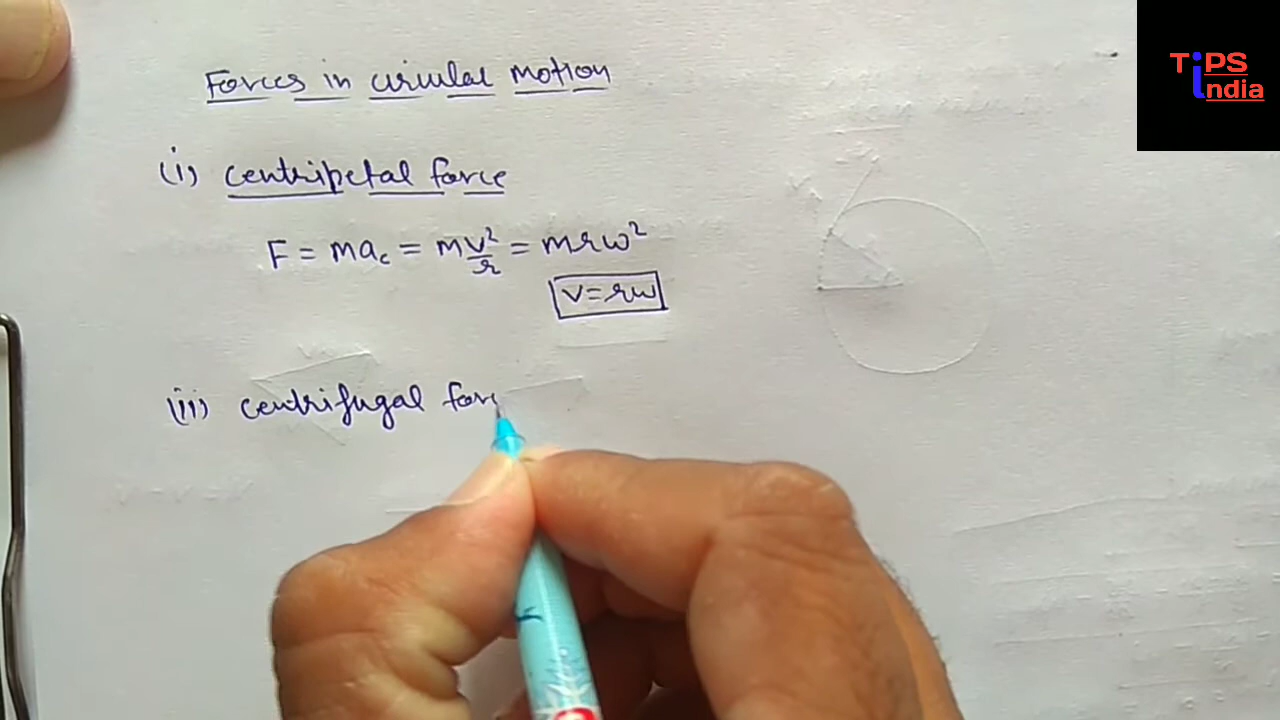 Forces in circular Motion
TiPS
india
(i) centripetal force
F = mac = mv²/r = mrω²
v=rω
(ii) centrifugal forc